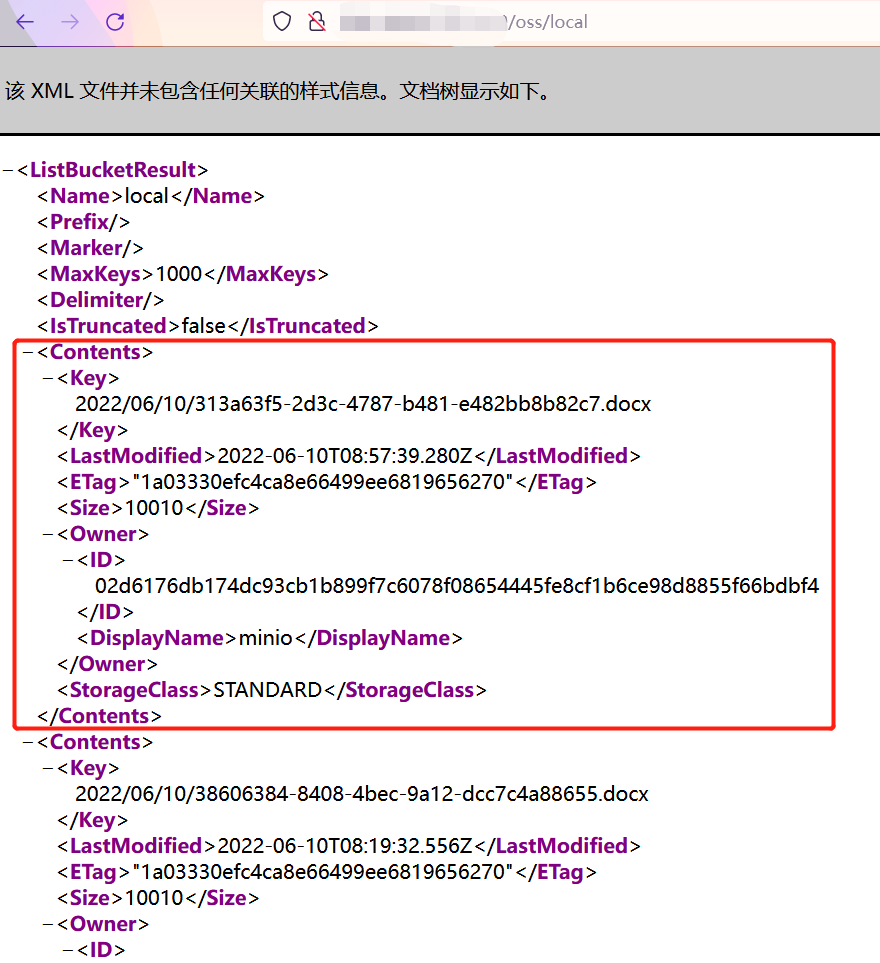 /oss/local
该 XML 文件并未包含任何关联的样式信息。文档树显示如下。
−<ListBucketResult>
<Name>local</Name>
<Prefix/>
<Marker/>
<MaxKeys>1000</MaxKeys>
<Delimiter/>
<IsTruncated>false</IsTruncated>
−<Contents>
−<Key>
2022/06/10/313a63f5-2d3c-4787-b481-e482bb8b82c7.docx
</Key>
<LastModified>2022-06-10T08:57:39.280Z</LastModified>
<ETag>"1a03330efc4ca8e66499ee6819656270"</ETag>
<Size>10010</Size>
−<Owner>
−<ID>
02d6176db174dc93cb1b899f7c6078f08654445fe8cf1b6ce98d8855f66bdbf4
</ID>
<DisplayName>minio</DisplayName>
</Owner>
<StorageClass>STANDARD</StorageClass>
</Contents>
−<Contents>
−<Key>
2022/06/10/38606384-8408-4bec-9a12-dcc7c4a88655.docx
</Key>
<LastModified>2022-06-10T08:19:32.556Z</LastModified>
<ETag>"1a03330efc4ca8e66499ee6819656270"</ETag>
<Size>10010</Size>
−<Owner>
−<ID>